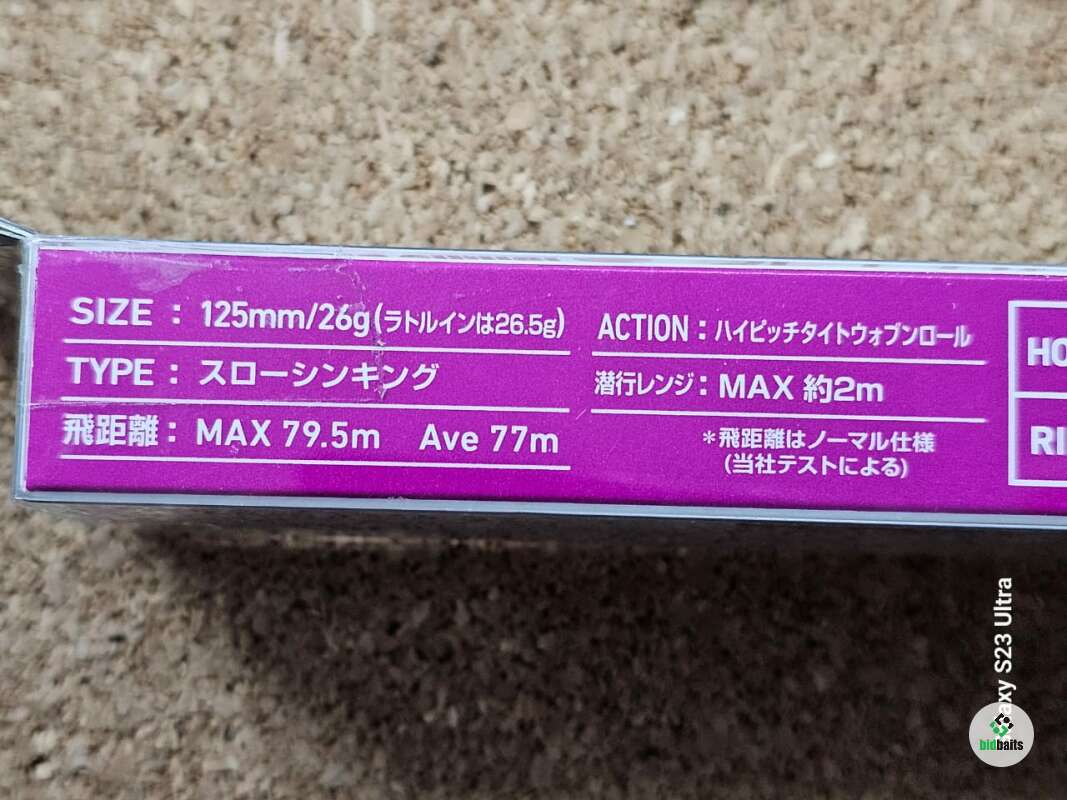 SIZE : 125mm/26g(ラトルインは26.5g)
TYPE : スローシンキング
飛距離 : MAX 79.5m Ave 77m
ACTION : ハイピッチタイトウォブンロール
潜行レンジ : MAX 約2m
*飛距離はノーマル仕様
(当社テストによる)
HO
RI
axy S23 Ultra
bidbaits